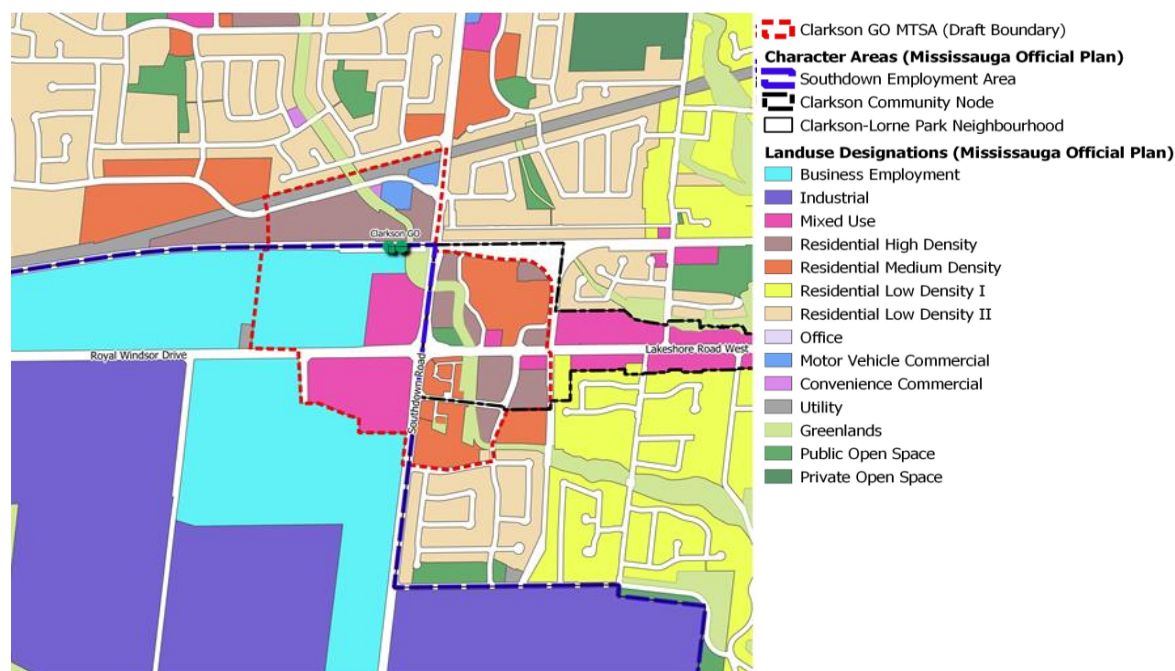 Clarkson GO
Royal Windsor Drive
Lakeshore Road West
Southdown Road
Clarkson GO MTSA (Draft Boundary)
Character Areas (Mississauga Official Plan)
Southdown Employment Area
Clarkson Community Node
Clarkson-Lorne Park Neighbourhood
Landuse Designations (Mississauga Official Plan)
Business Employment
Industrial
Mixed Use
Residential High Density
Residential Medium Density
Residential Low Density I
Residential Low Density II
Office
Motor Vehicle Commercial
Convenience Commercial
Utility
Greenlands
Public Open Space
Private Open Space